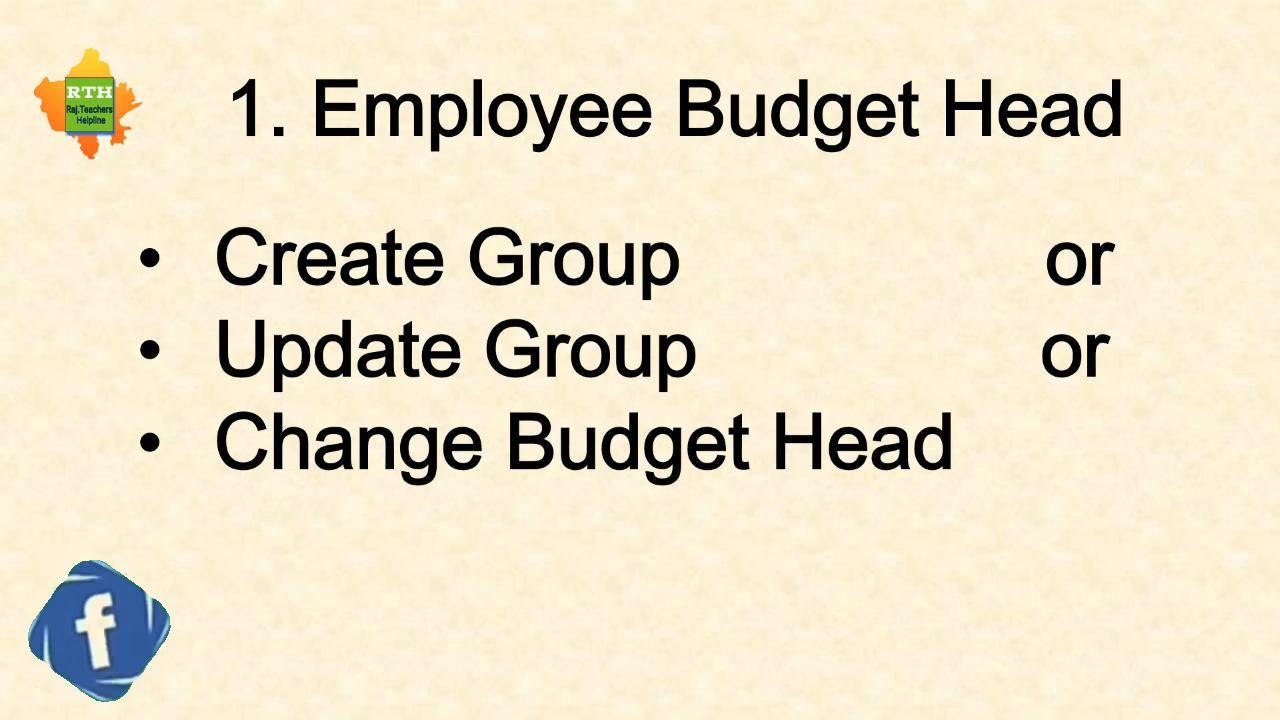 RTH
Raj.Teachers
Helpline
1. Employee Budget Head
• Create Group or
• Update Group or
• Change Budget Head
f